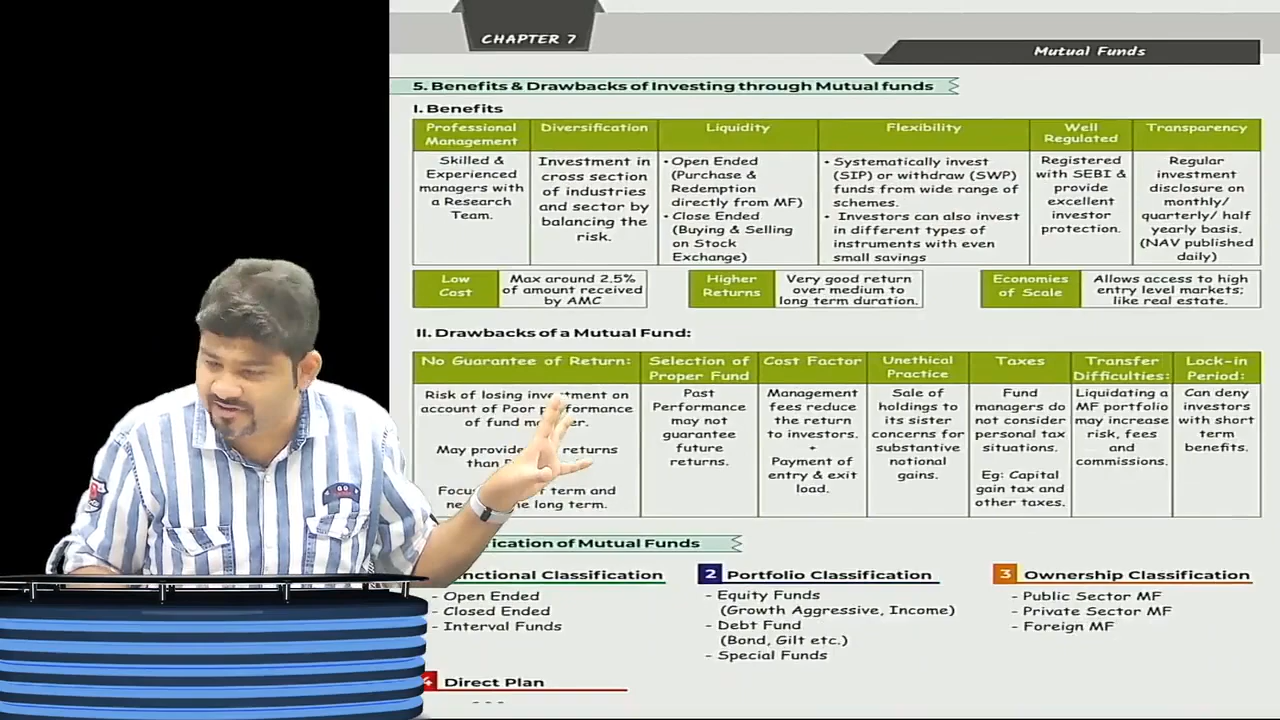 CHAPTER 7
Mutual Funds
5. Benefits & Drawbacks of Investing through Mutual funds
I. Benefits
Professional
Management
Skilled &
Experienced
managers with
a Research
Team.
Diversification
Investment in
cross section
of industries
and sector by
balancing the
risk.
Liquidity
• Open Ended
(Purchase &
Redemption
directly from MF)
• Close Ended
(Buying & Selling
on Stock
Exchange)
Flexibility
• Systematically invest
(SIP) or withdraw (SWP)
funds from wide range of
schemes.
• Investors can also invest
in different types of
instruments with even
small savings
Well
Regulated
Registered
with SEBI &
provide
excellent
investor
protection.
Transparency
Regular
investment
disclosure on
monthly/
quarterly/ half
yearly basis.
(NAV published
daily)
Low
Cost
Max around 2.5%
of amount received
by AMC
Higher
Returns
Very good return
over medium to
long term duration.
Economies
of Scale
Allows access to high
entry level markets;
like real estate.
II. Drawbacks of a Mutual Fund:
No Guarantee of Return:
Risk of losing investment on
account of Poor performance
of fund
May provide returns
than
term and
long term.
Selection of
Proper Fund
Past
Performance
may not
guarantee
future
returns.
Cost Factor
Management
fees reduce
the return
to investors.
+
Payment of
entry & exit
load.
Unethical
Practice
Sale of
holdings to
its sister
concerns for
substantive
notional
gains.
Taxes
Fund
managers do
not consider
personal tax
situations.
Eg: Capital
gain tax and
other taxes.
Transfer
Difficulties:
Liquidating a
MF portfolio
may increase
risk, fees
and
commissions.
Lock-in
Period:
Can deny
investors
with short
term
benefits.
of Mutual Funds
Classification
- Open Ended
- Closed Ended
- Interval Funds
2 Portfolio Classification
- Equity Funds
(Growth Aggressive, Income)
- Debt Fund
(Bond, Gilt etc.)
- Special Funds
3 Ownership Classification
- Public Sector MF
- Private Sector MF
- Foreign MF
4 Direct Plan